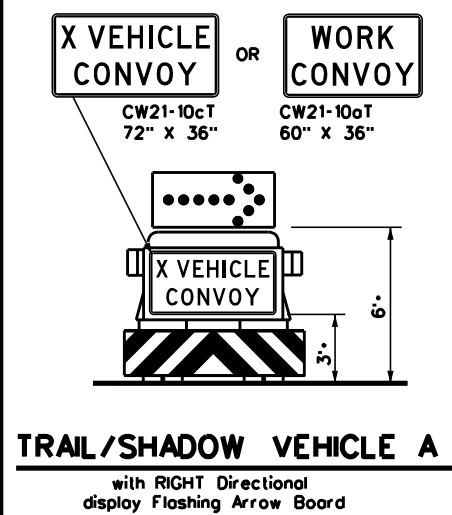 X VEHICLE
CONVOY
OR
WORK
CONVOY
CW21-10cT
72" X 36"
CW21-10aT
60" X 36"
X VEHICLE
CONVOY
3'±
6'±
TRAIL/SHADOW VEHICLE A
with RIGHT Directional
display Flashing Arrow Board